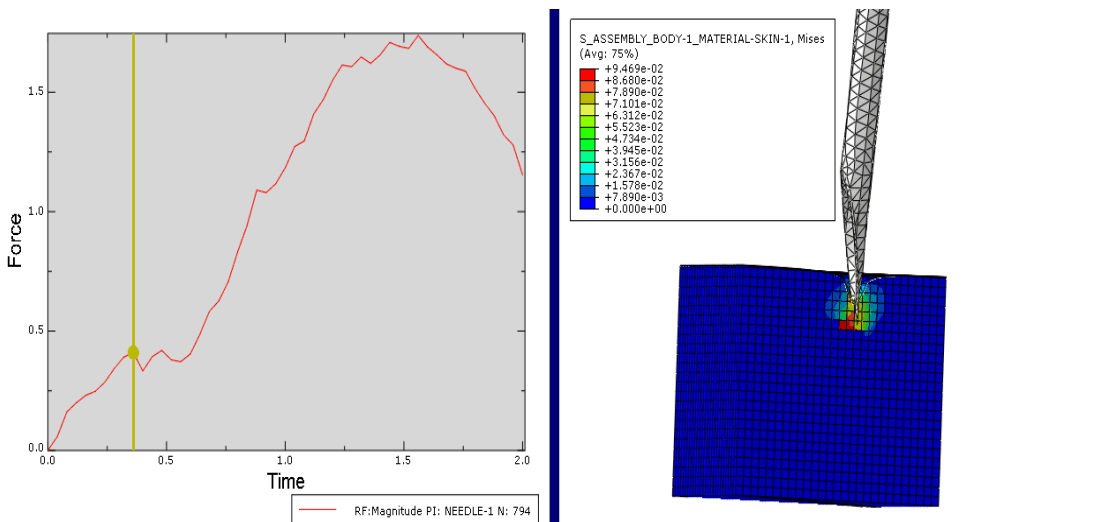 Force
1.5
1.0
0.5
0.0
0.0
0.5
1.0
1.5
2.0
Time
RF:Magnitude PI: NEEDLE-1 N: 794
S_ASSEMBLY_BODY-1_MATERIAL-SKIN-1, Mises
(Avg: 75%)
+9.469e-02
+8.680e-02
+7.890e-02
+7.101e-02
+6.312e-02
+5.523e-02
+4.734e-02
+3.945e-02
+3.156e-02
+2.367e-02
+1.578e-02
+7.890e-03
+0.000e+00